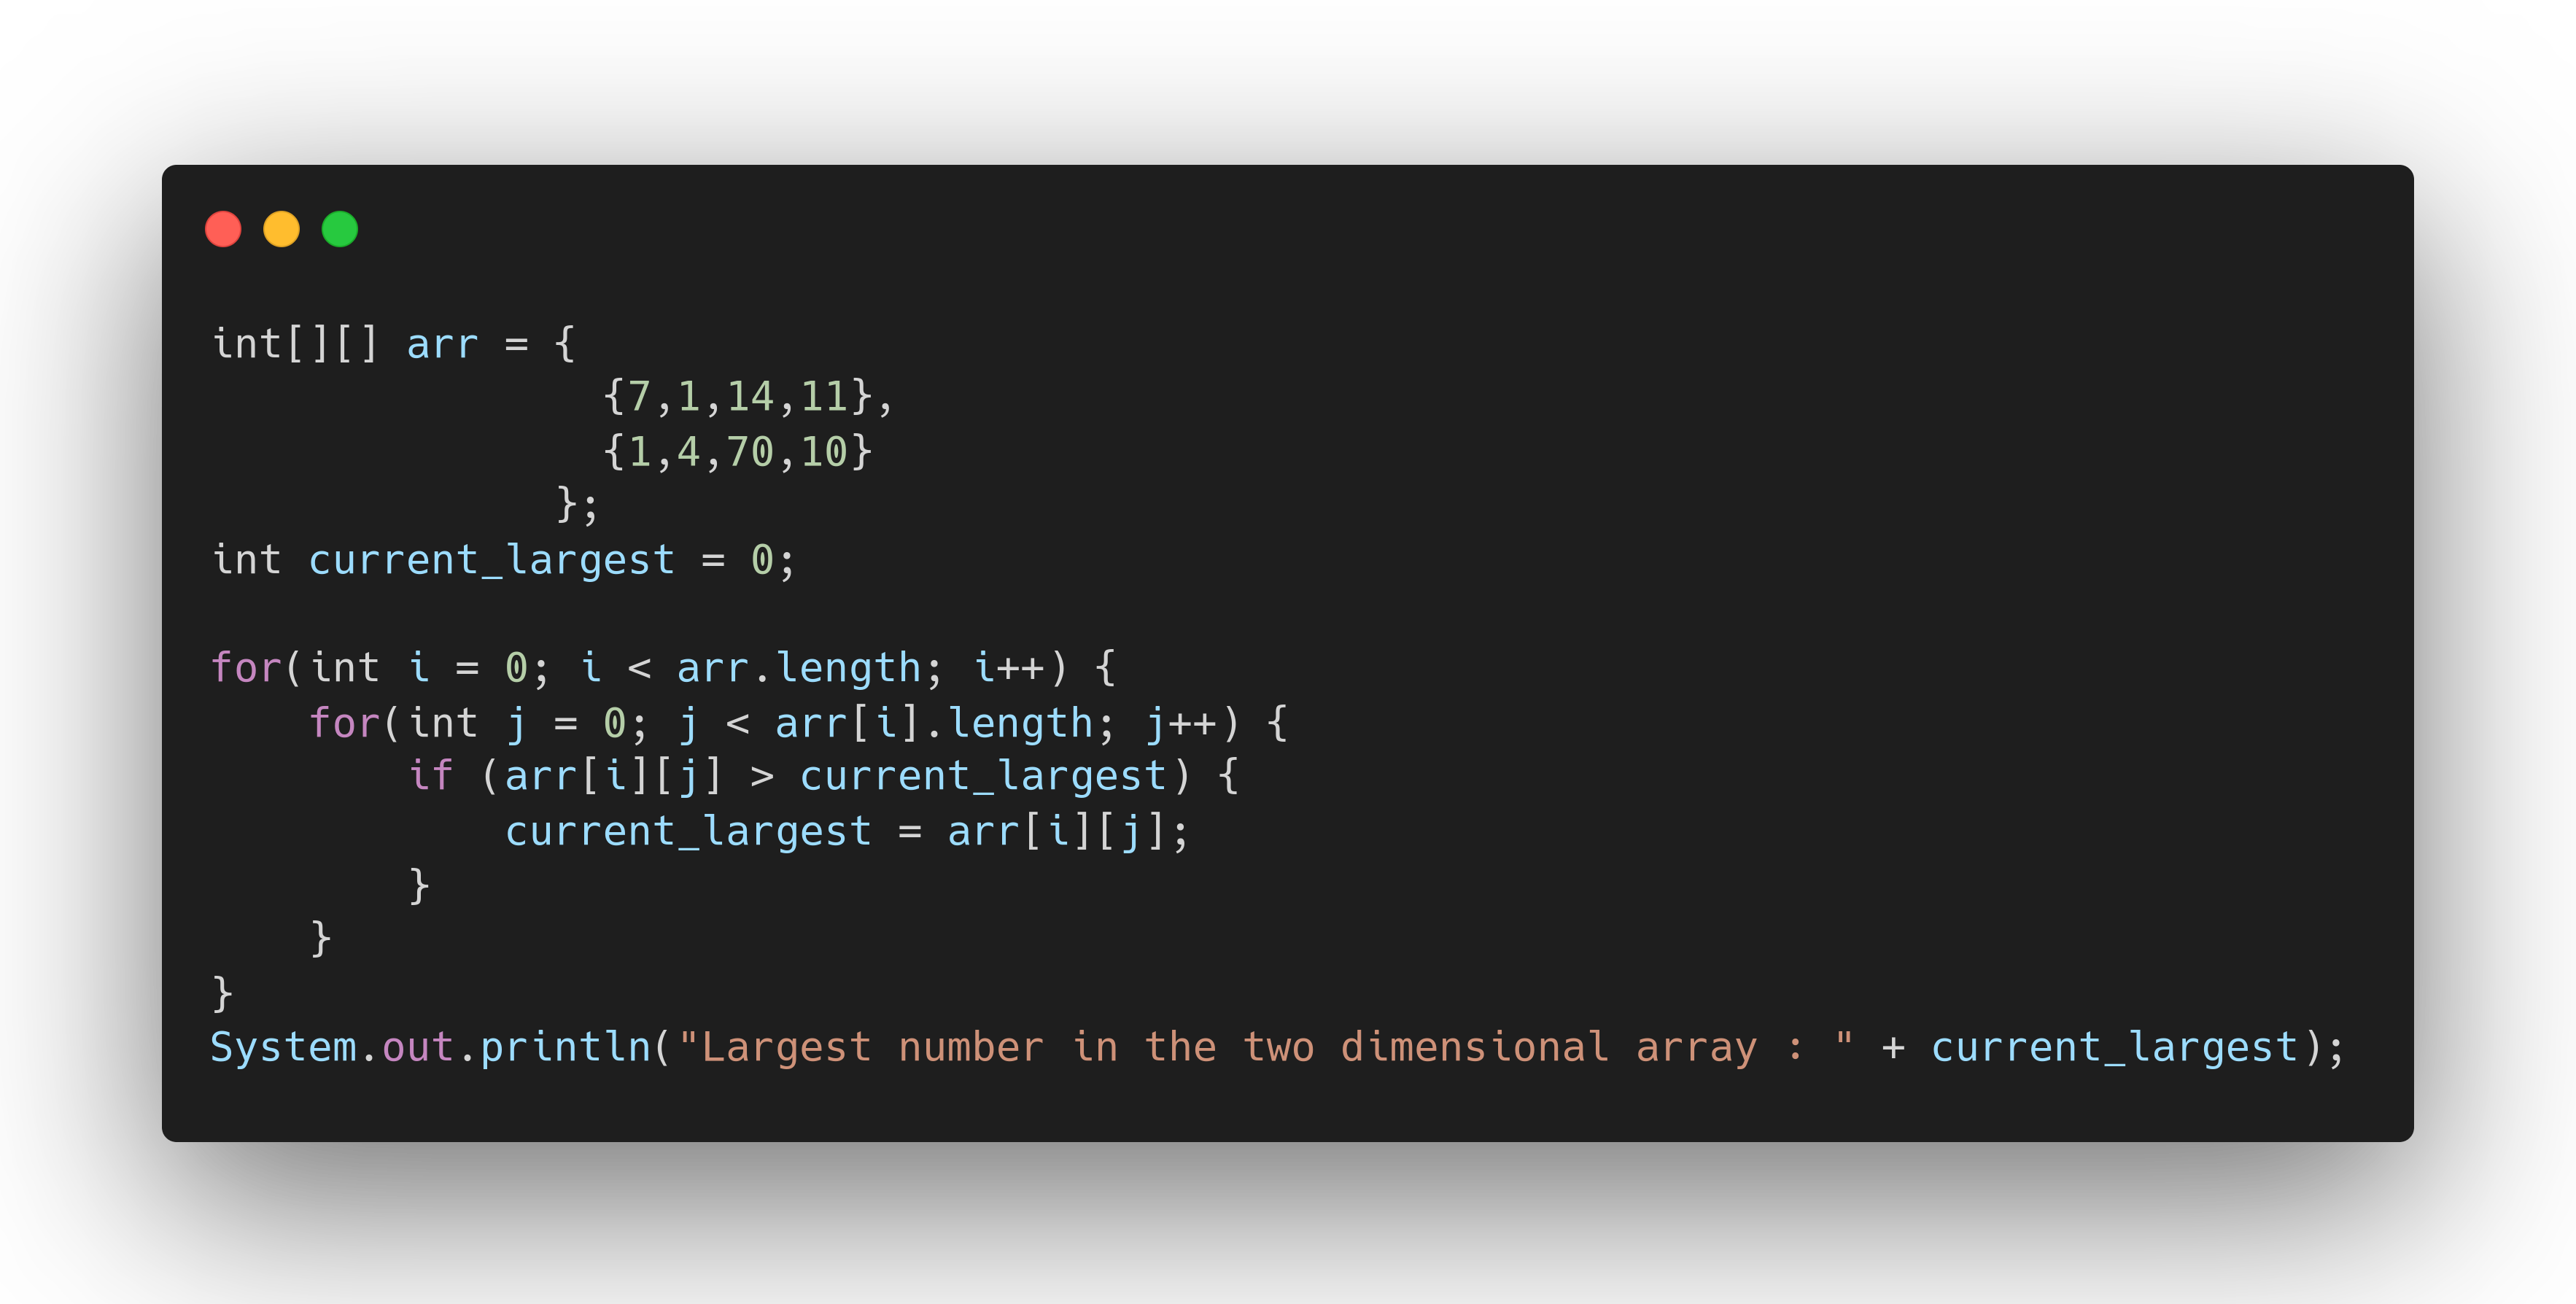 int[][] arr = {
                {7,1,14,11},
                {1,4,70,10}
              };
int current_largest = 0;

for(int i = 0; i < arr.length; i++) {
    for(int j = 0; j < arr[i].length; j++) {
        if (arr[i][j] > current_largest) {
            current_largest = arr[i][j];
        }
    }
}
System.out.println("Largest number in the two dimensional array : " + current_largest);